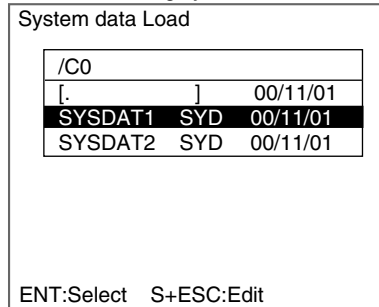 System data Load
/C0
[. ] 00/11/01
SYSDAT1 SYD 00/11/01
SYSDAT2 SYD 00/11/01
ENT:Select S+ESC:Edit